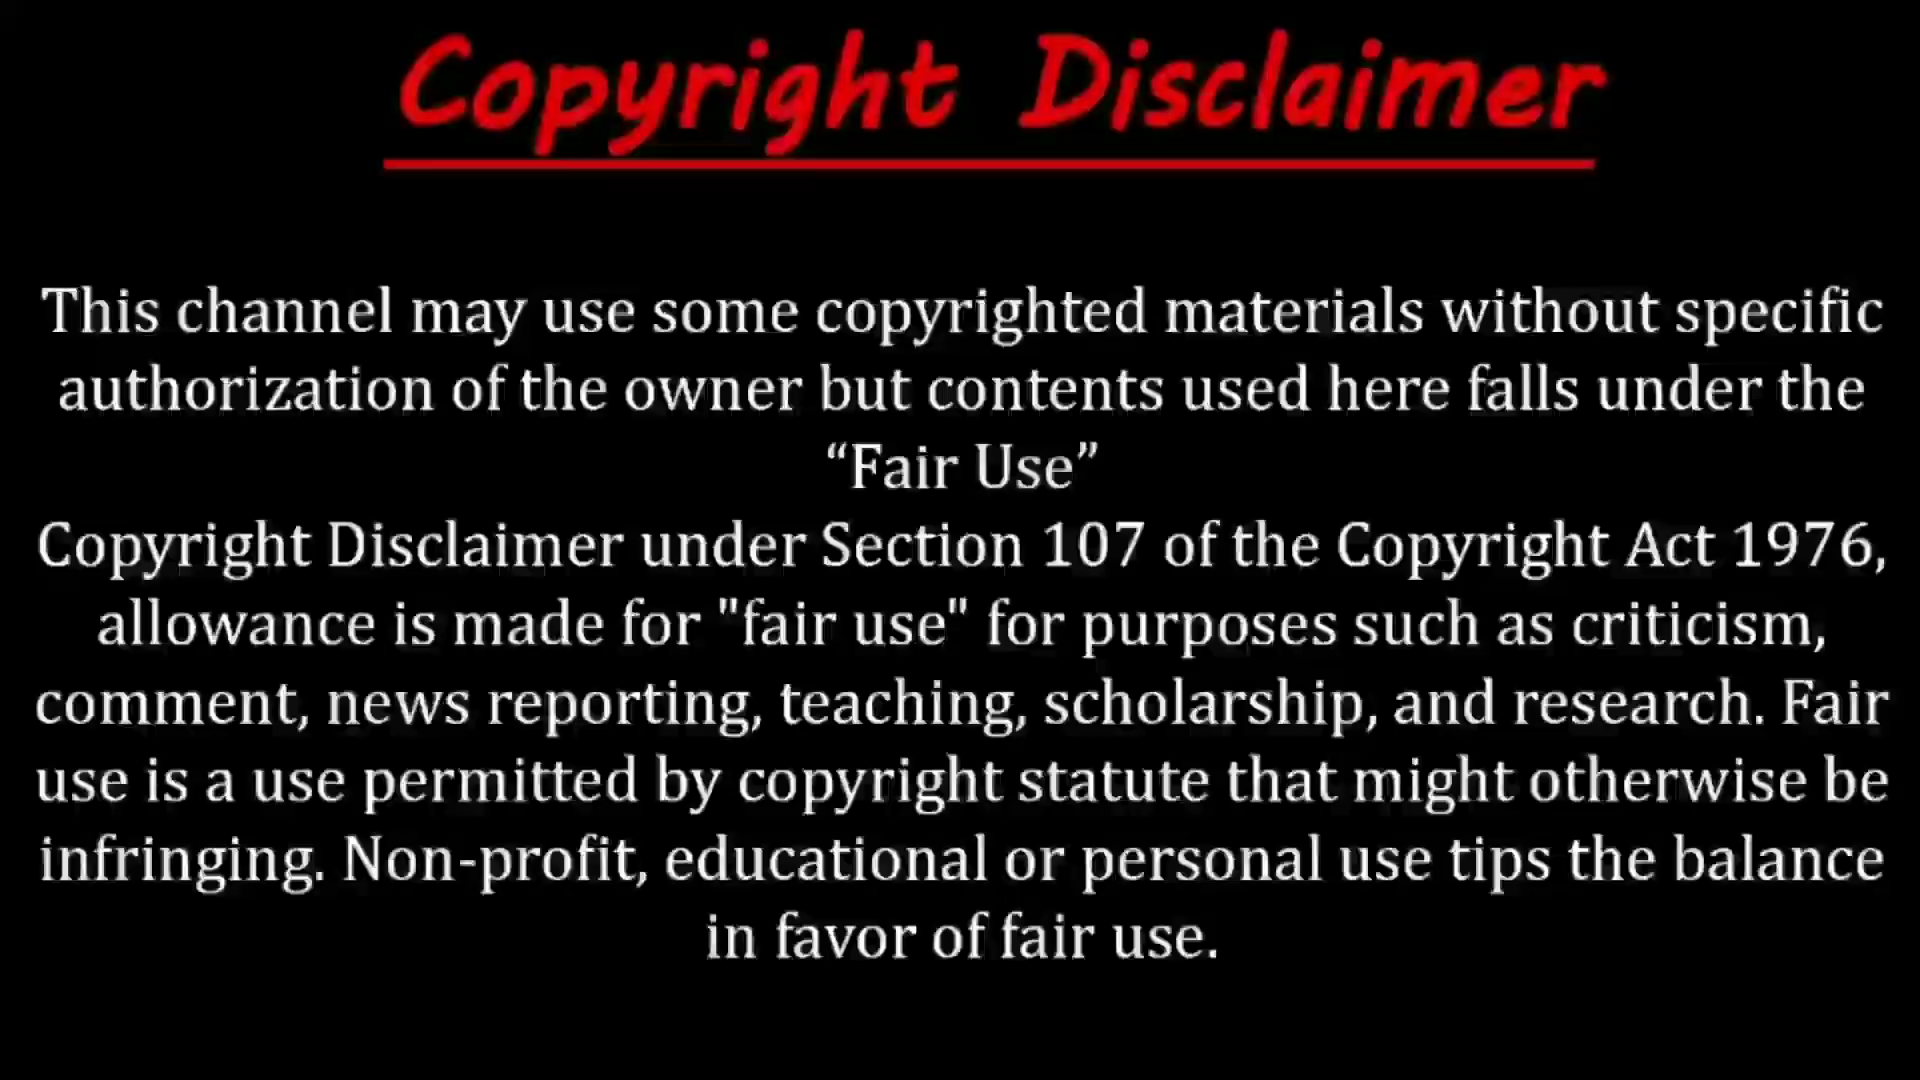 Copyright Disclaimer
This channel may use some copyrighted materials without specific
authorization of the owner but contents used here falls under the
“Fair Use”
Copyright Disclaimer under Section 107 of the Copyright Act 1976,
allowance is made for "fair use" for purposes such as criticism,
comment, news reporting, teaching, scholarship, and research. Fair
use is a use permitted by copyright statute that might otherwise be
infringing. Non-profit, educational or personal use tips the balance
in favor of fair use.